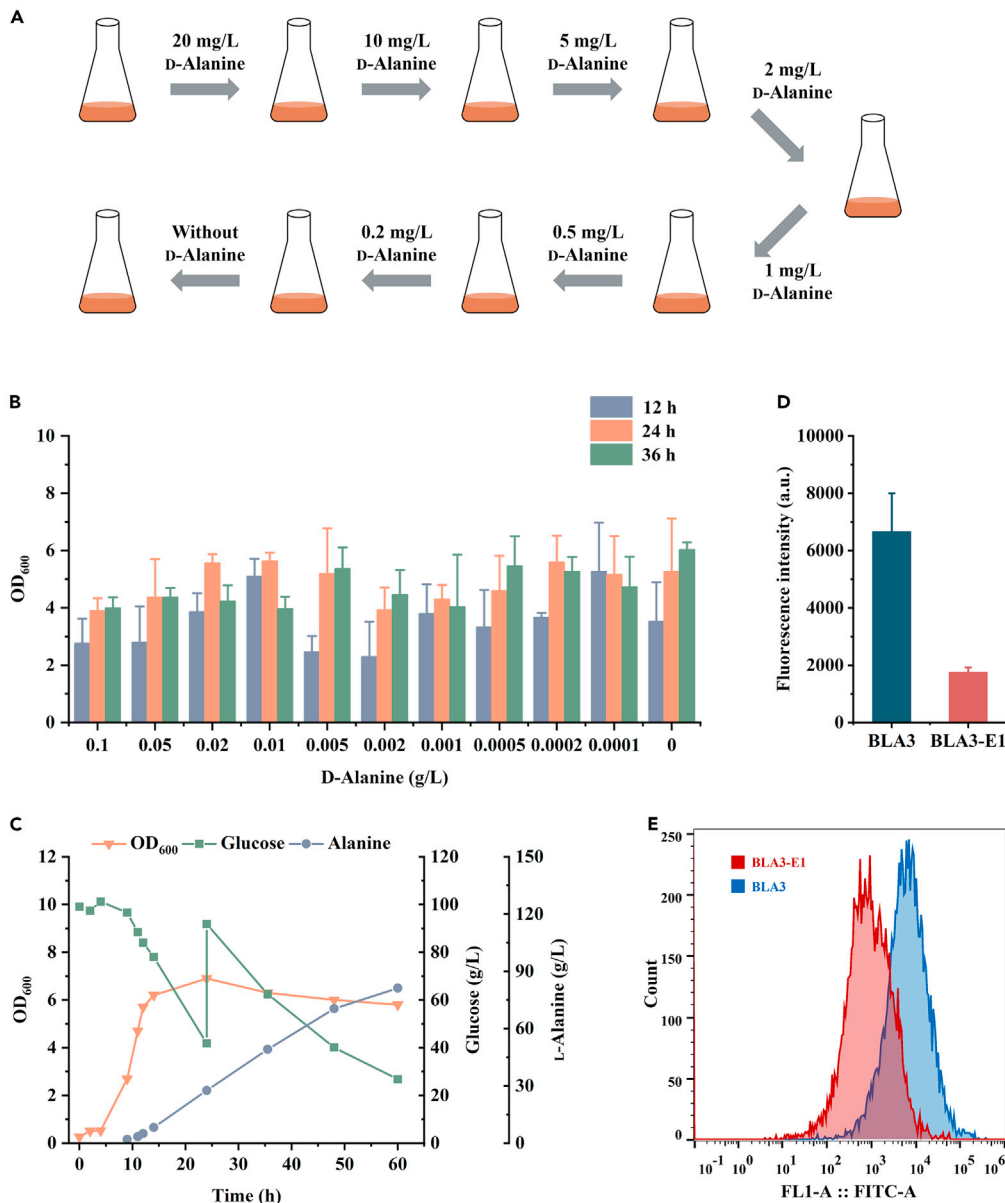 A
20 mg/L
D-Alanine
10 mg/L
D-Alanine
5 mg/L
D-Alanine
2 mg/L
D-Alanine
Without
D-Alanine
0.2 mg/L
D-Alanine
0.5 mg/L
D-Alanine
1 mg/L
D-Alanine
B
12 h
24 h
36 h
10
8
6
4
2
0
OD600
0.1 0.05 0.02 0.01 0.005 0.002 0.001 0.0005 0.0002 0.0001 0
D-Alanine (g/L)
D
10000
8000
6000
4000
2000
0
Fluorescence intensity (a.u.)
BLA3 BLA3-E1
C
OD600 Glucose Alanine
12
10
8
6
4
2
0
OD600
120
100
80
60
40
20
0
Glucose (g/L)
150
120
90
60
30
0
L-Alanine (g/L)
0 10 20 30 40 50 60
Time (h)
E
BLA3-E1
BLA3
250
200
150
100
50
0
Count
10-1 100 101 102 103 104 105 106
FL1-A :: FITC-A